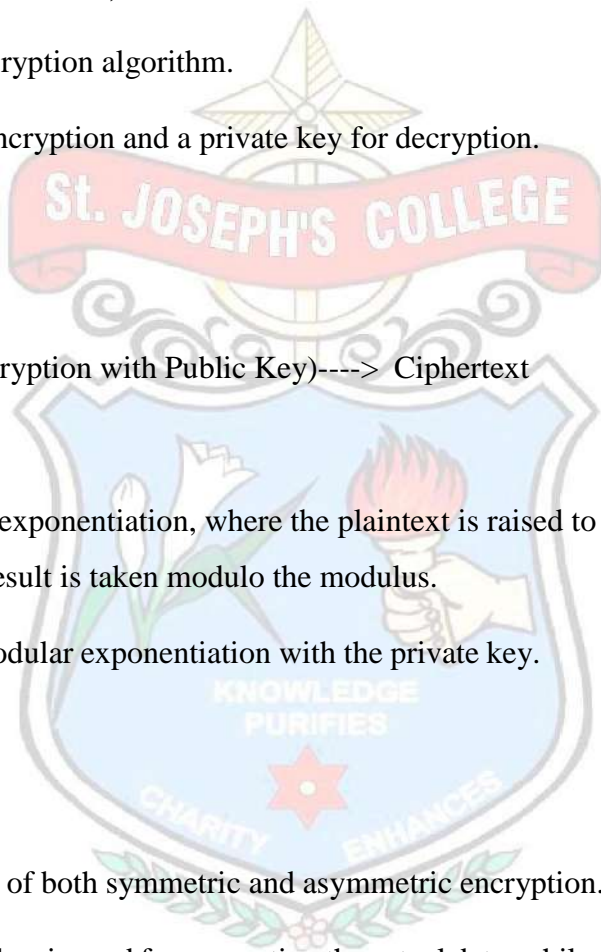 ryption algorithm.
ncryption and a private key for decryption.
St. JOSEPH'S COLLEGE
ryption with Public Key)----> Ciphertext
exponentiation, where the plaintext is raised to
esult is taken modulo the modulus.
odular exponentiation with the private key.
KNOWLEDGE
PURIFIES
CHARITY ENHANCES
of both symmetric and asymmetric encryption.